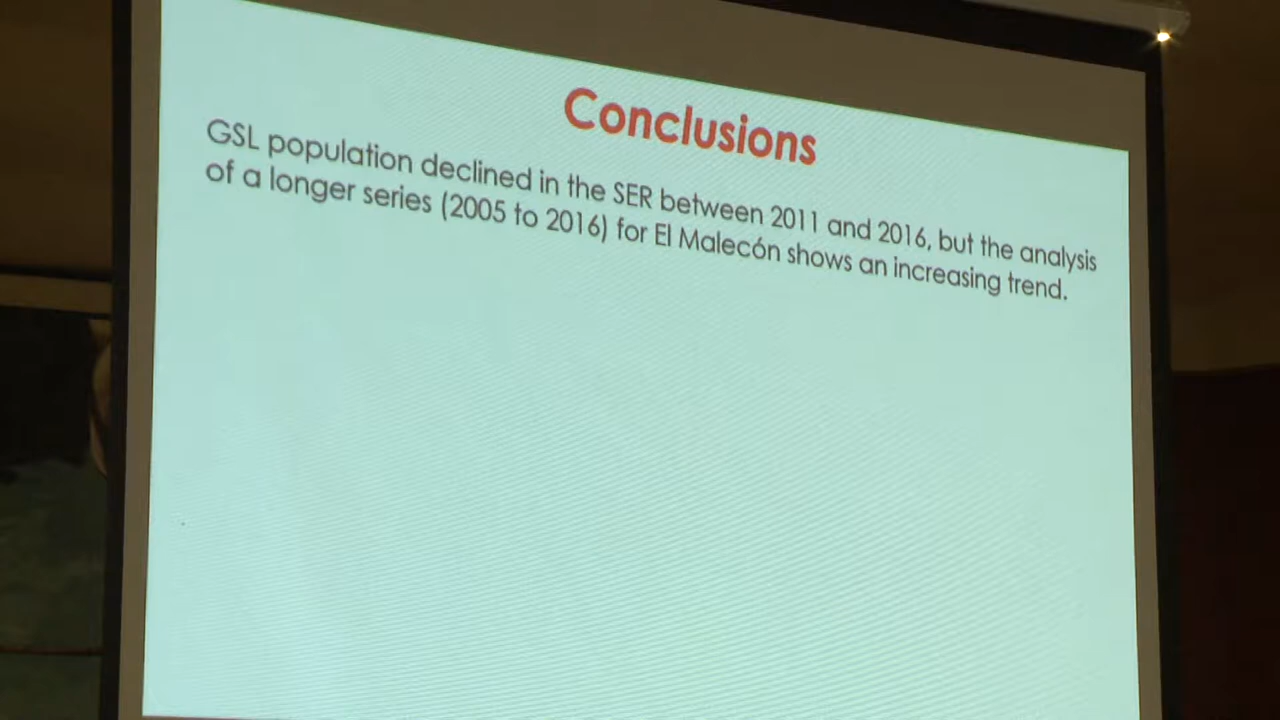 Conclusions
GSL population declined in the SER between 2011 and 2016, but the analysis
of a longer series (2005 to 2016) for El Malecón shows an increasing trend.